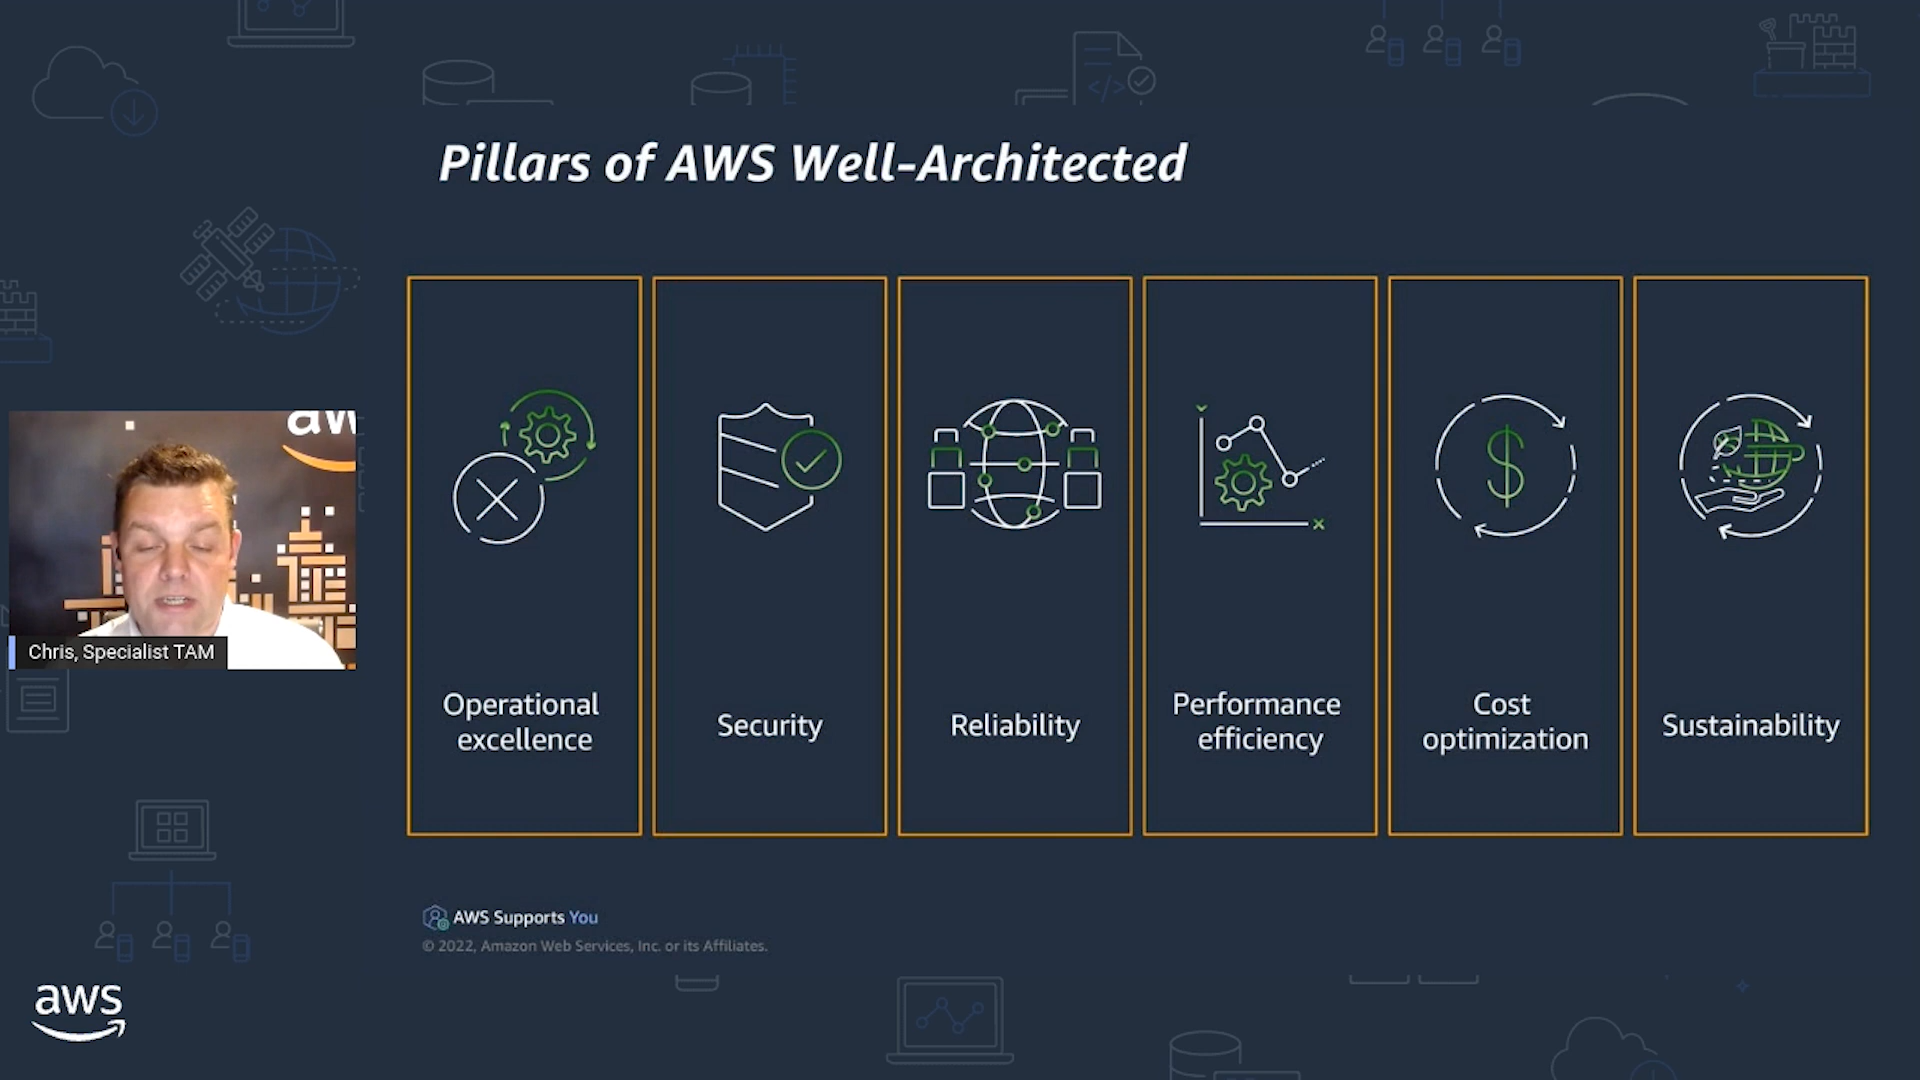 Pillars of AWS Well-Architected
aw
Chris, Specialist TAM
Operational
excellence
Security
Reliability
Performance
efficiency
Cost
optimization
Sustainability
AWS Supports You
© 2022, Amazon Web Services, Inc. or its Affiliates.
aws